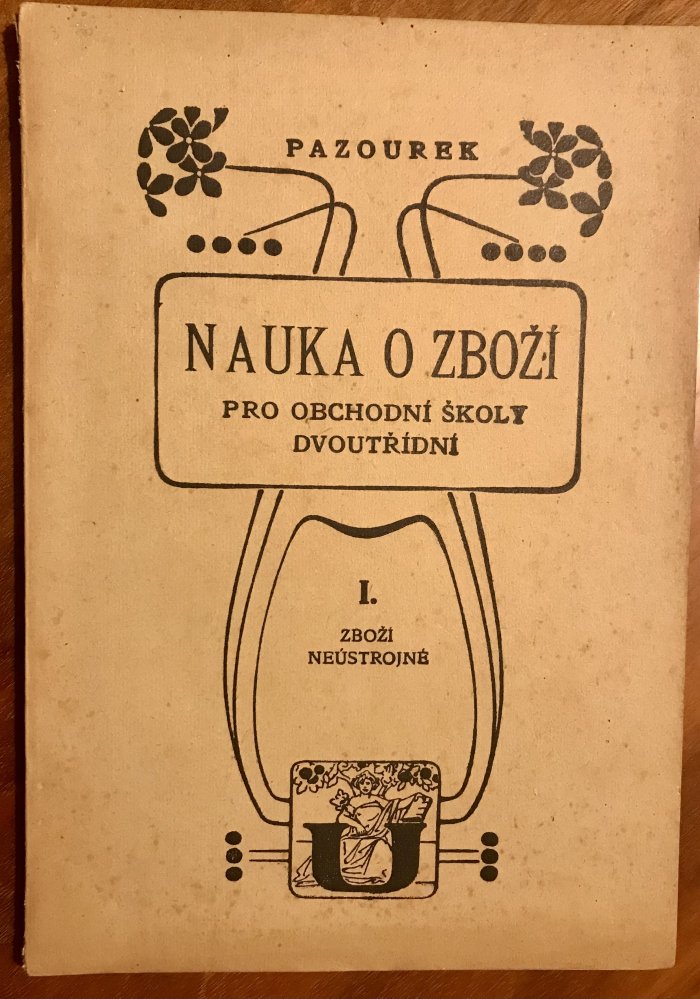 PAZOUREK
NAUKA O ZBOŽÍ
PRO OBCHODNÍ ŠKOLY
DVOUTŘÍDNÍ
I.
ZBOŽÍ
NEÚSTROJNÉ
U